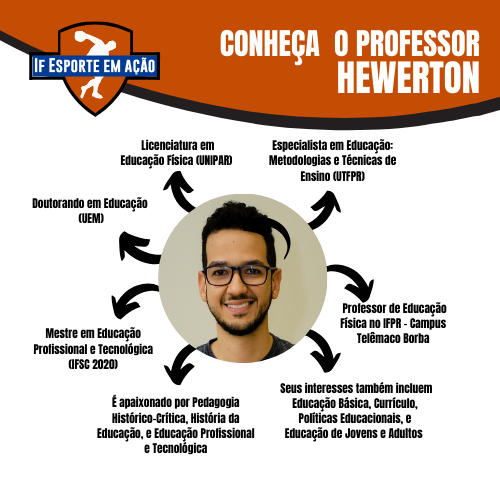 IF ESPORTE EM AÇÃO
CONHEÇA O PROFESSOR
HEWERTON
Licenciatura em
Educação Física (UNIPAR)
Especialista em Educação:
Metodologias e Técnicas de
Ensino (UTFPR)
Doutorando em Educação
(UEM)
Professor de Educação
Física no IFPR - Campus
Telêmaco Borba
Mestre em Educação
Profissional e Tecnológica
(IFSC 2020)
É apaixonado por Pedagogia
Histórico-Crítica, História da
Educação, e Educação Profissional
e Tecnológica
Seus interesses também incluem
Educação Básica, Currículo,
Políticas Educacionais, e
Educação de Jovens e Adultos